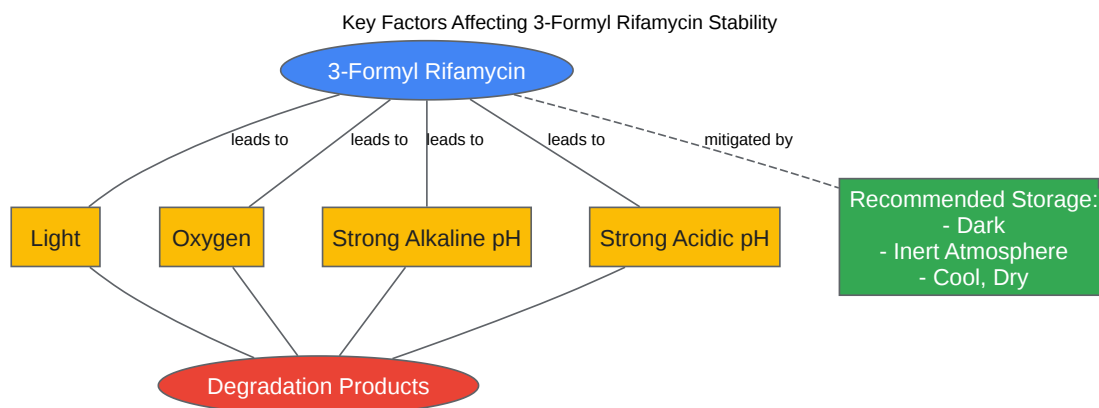 Key Factors Affecting 3-Formyl Rifamycin Stability
3-Formyl Rifamycin
leads to
leads to
leads to
leads to
mitigated by
Light
Oxygen
Strong Alkaline pH
Strong Acidic pH
Recommended Storage:
- Dark
- Inert Atmosphere
- Cool, Dry
Degradation Products